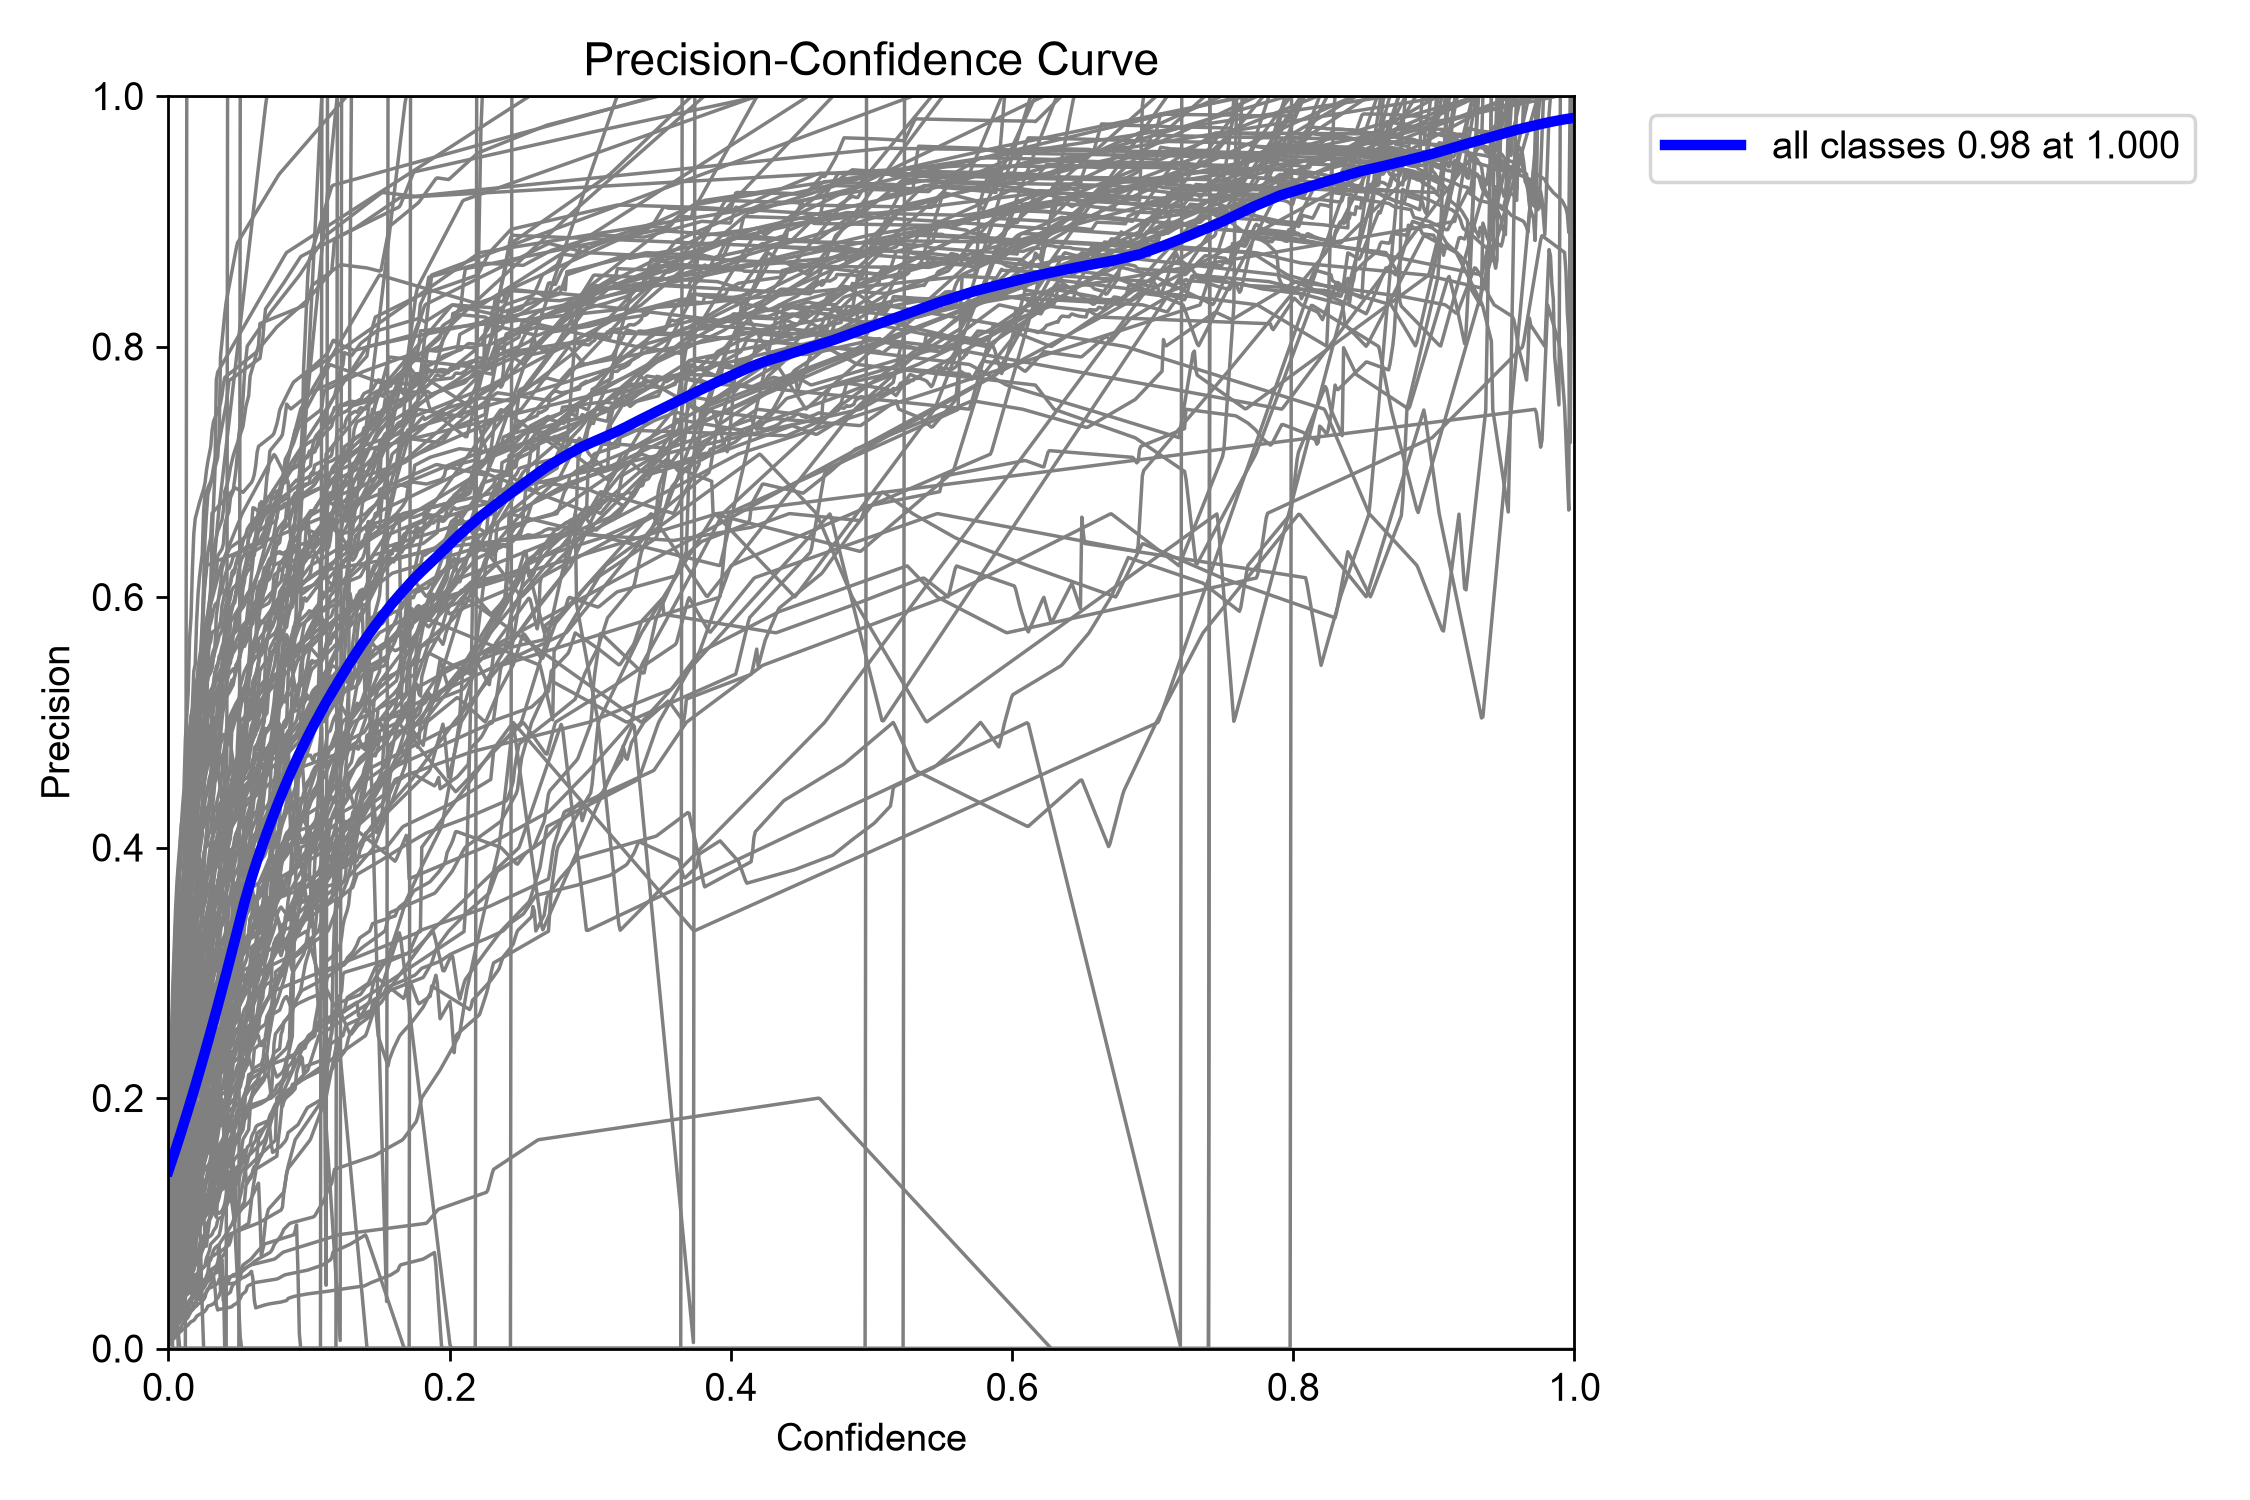 Precision-Confidence Curve
1.0
0.8
0.6
0.4
0.2
0.0
Precision
0.0 0.2 0.4 0.6 0.8 1.0
Confidence
all classes 0.98 at 1.000